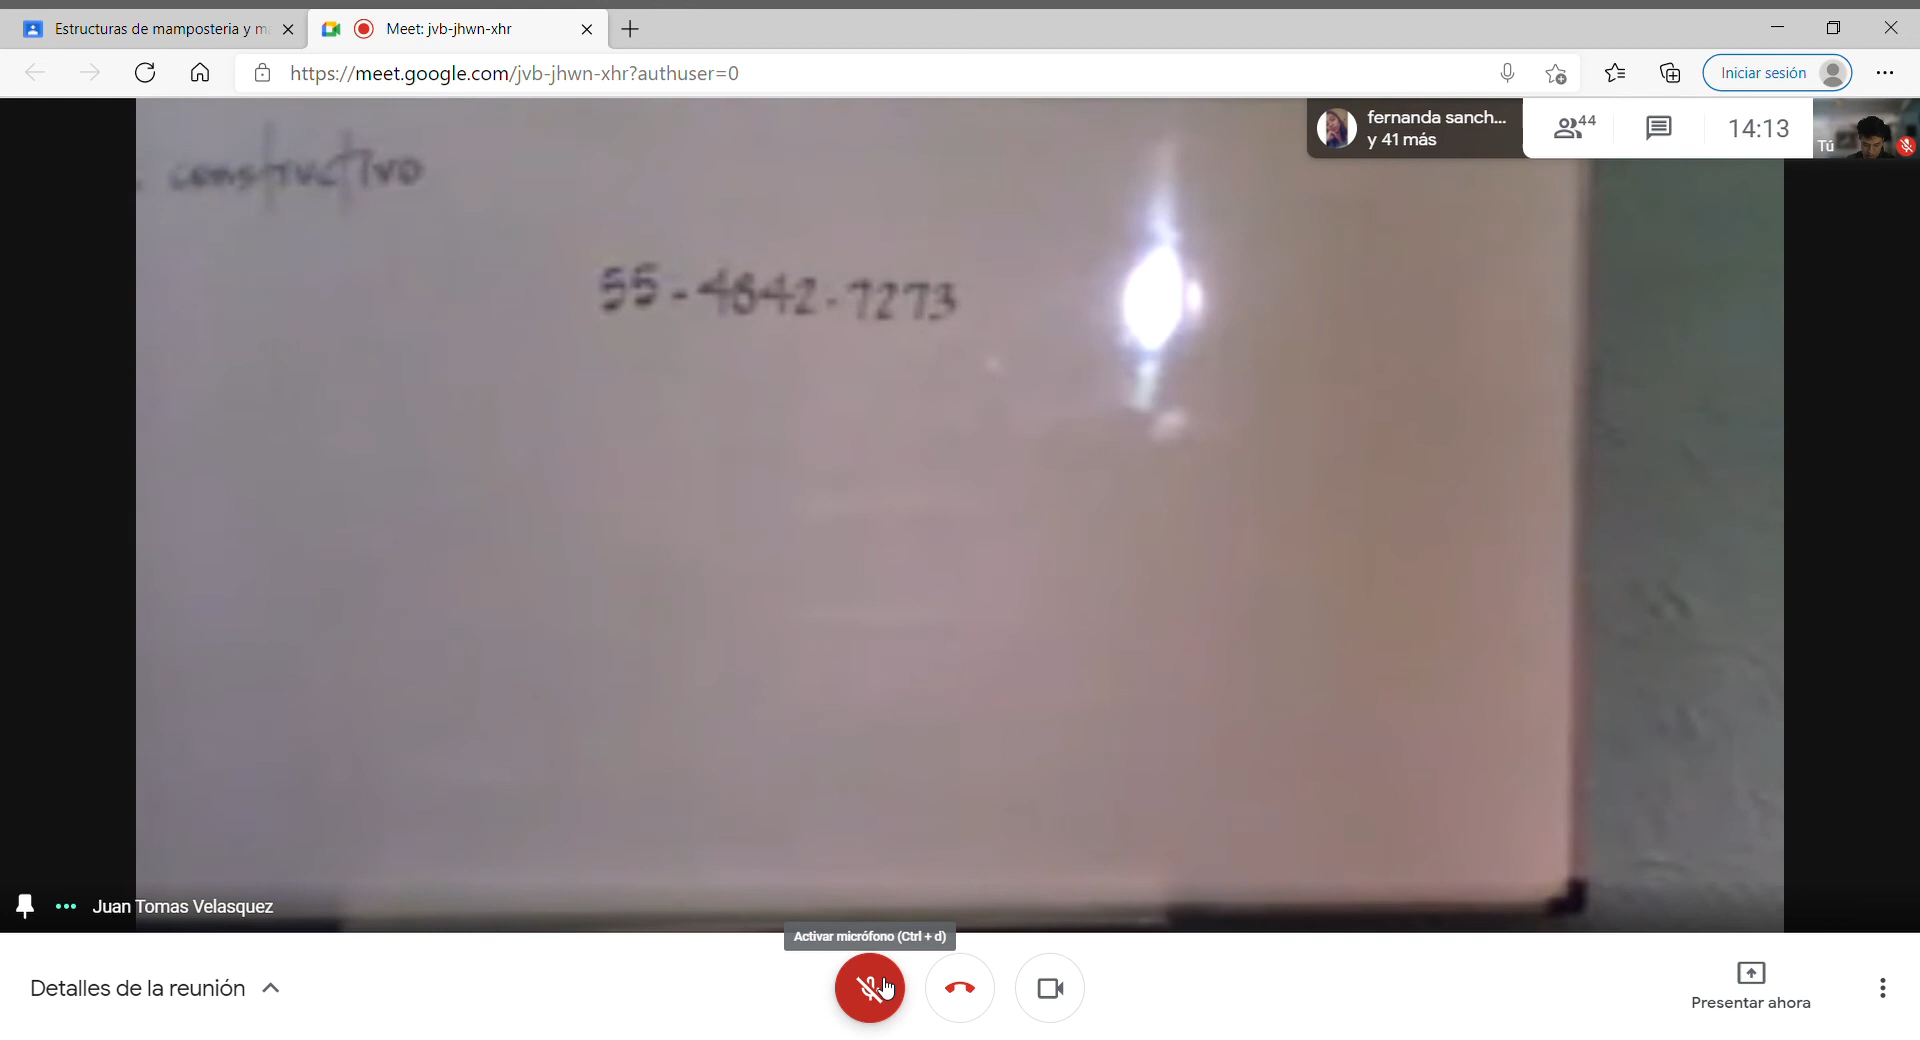 Estructuras de mamposteria y ma
Meet: jvb-jhwn-xhr
https://meet.google.com/jvb-jhwn-xhr?authuser=0
Iniciar sesión
fernanda sanch...
y 41 más
44
14:13
Tú
constructivo
55-4842-7273
Juan Tomas Velasquez
Activar micrófono (Ctrl + d)
Detalles de la reunión
Presentar ahora